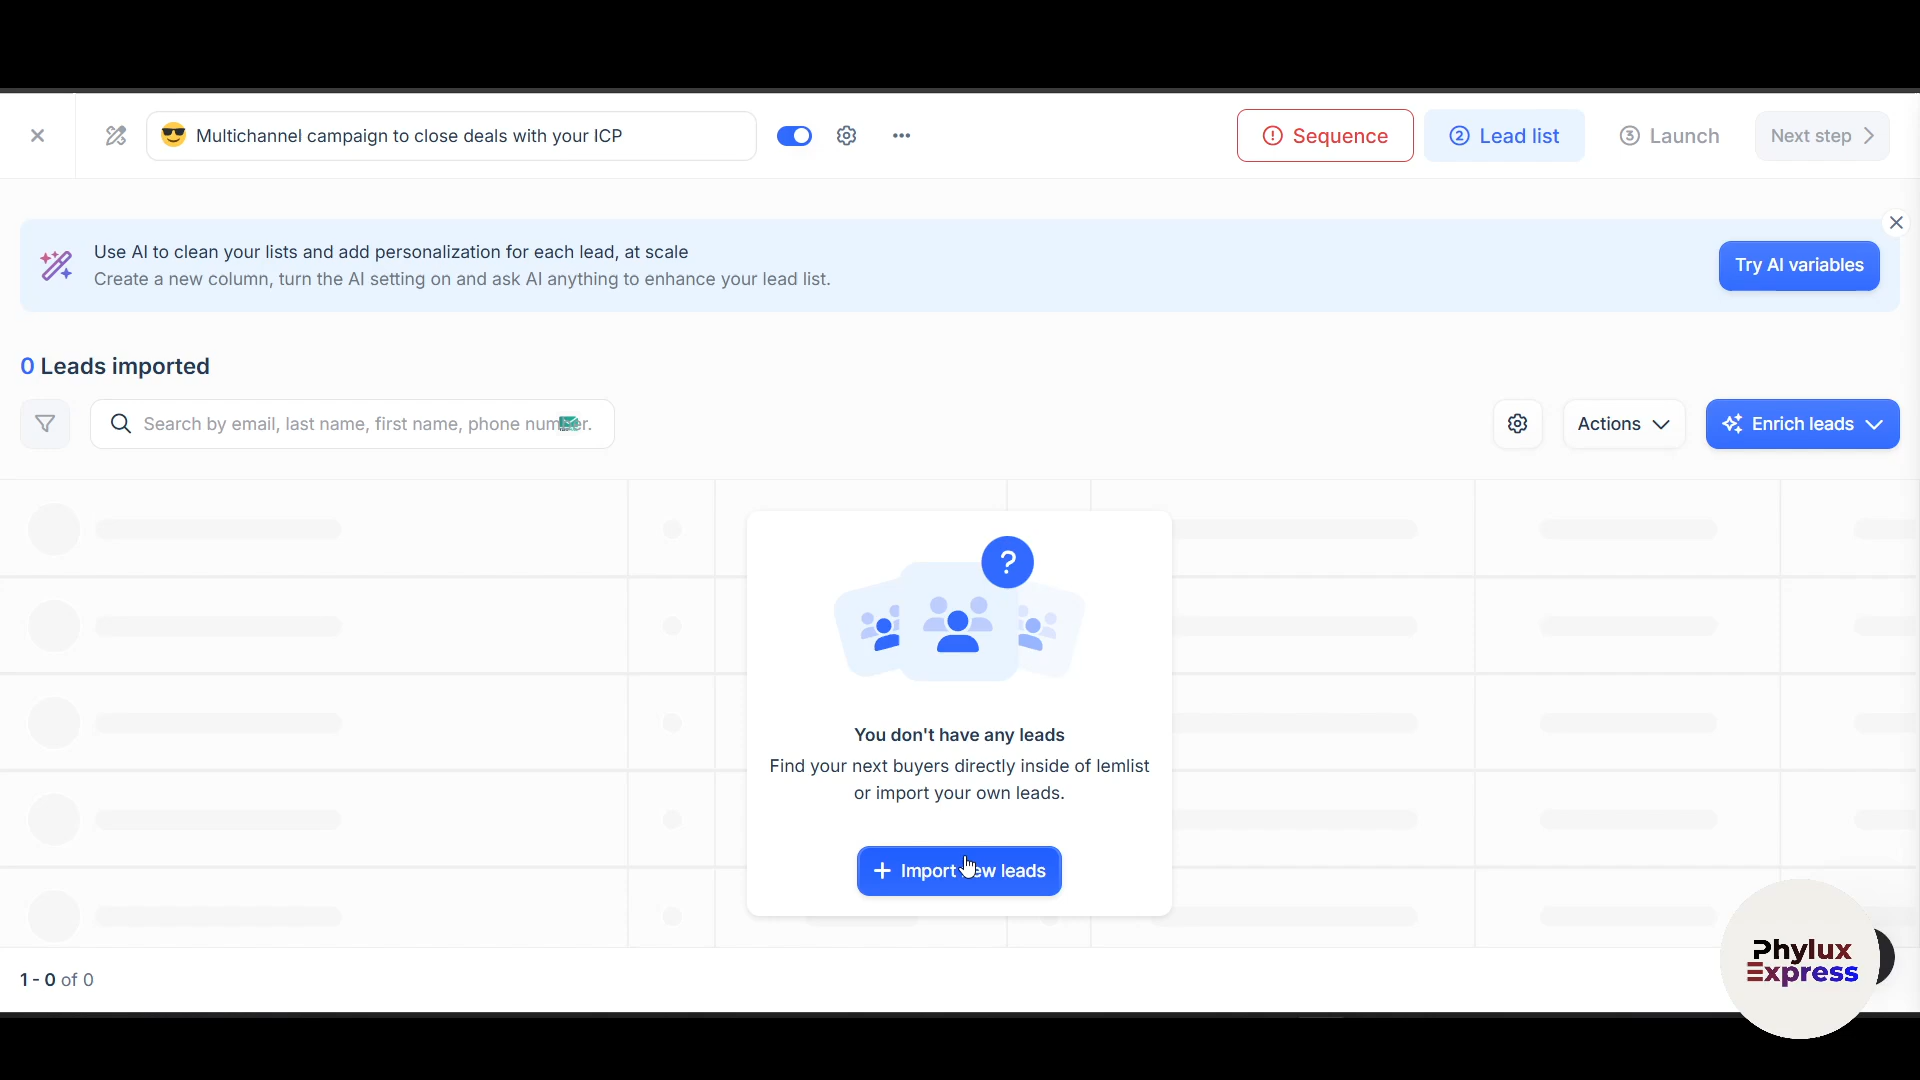 😎 Multichannel campaign to close deals with your ICP
Sequence
2 Lead list
3 Launch
Next step
Use AI to clean your lists and add personalization for each lead, at scale
Create a new column, turn the AI setting on and ask AI anything to enhance your lead list.
Try AI variables
0 Leads imported
Search by email, last name, first name, phone
Actions
Enrich leads
?
You don't have any leads
Find your next buyers directly inside of lemlist
or import your own leads.
+ Import leads
1 - 0 of 0
Phylux
Express